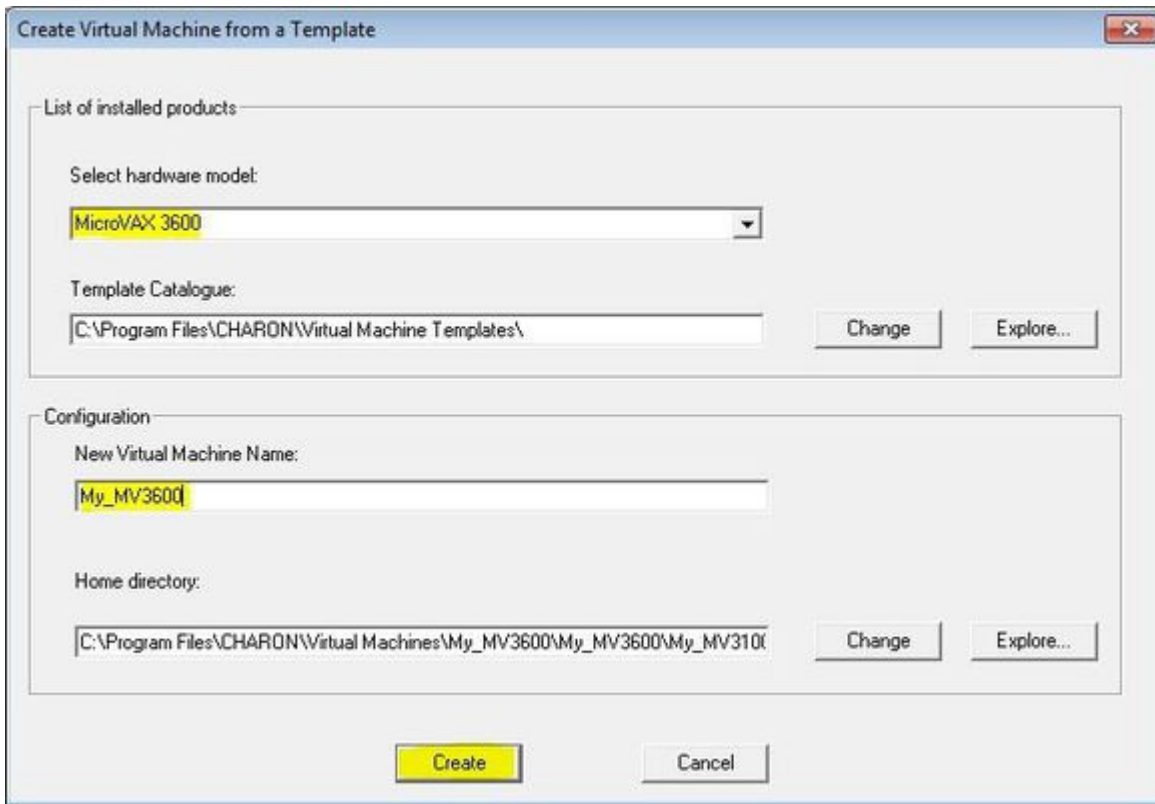 Create Virtual Machine from a Template
List of installed products
Select hardware model:
MicroVAX 3600
Template Catalogue:
C:\Program Files\CHARON\Virtual Machine Templates\
Change
Explore...
Configuration
New Virtual Machine Name:
My_MV3600
Home directory:
C:\Program Files\CHARON\Virtual Machines\My_MV3600\My_MV3600\My_MV310(
Change
Explore...
Create
Cancel